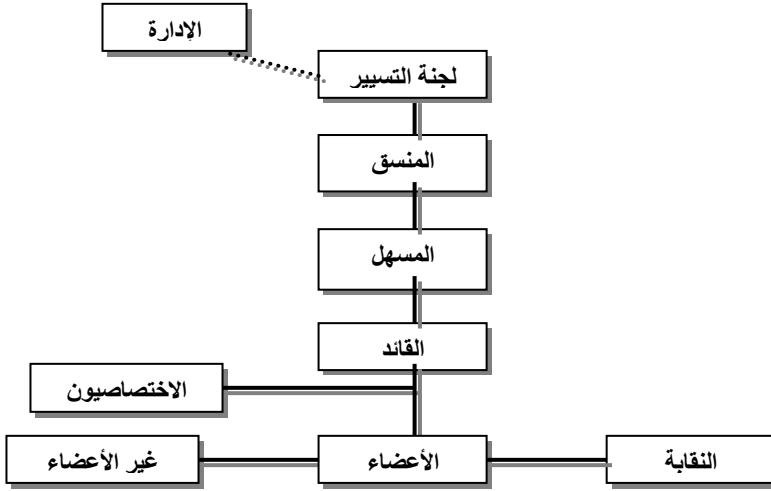 الإدارة
لجنة التسيير
المنسق
المسهل
القائد
الاختصاصيون
النقابة
الأعضاء
غير الأعضاء